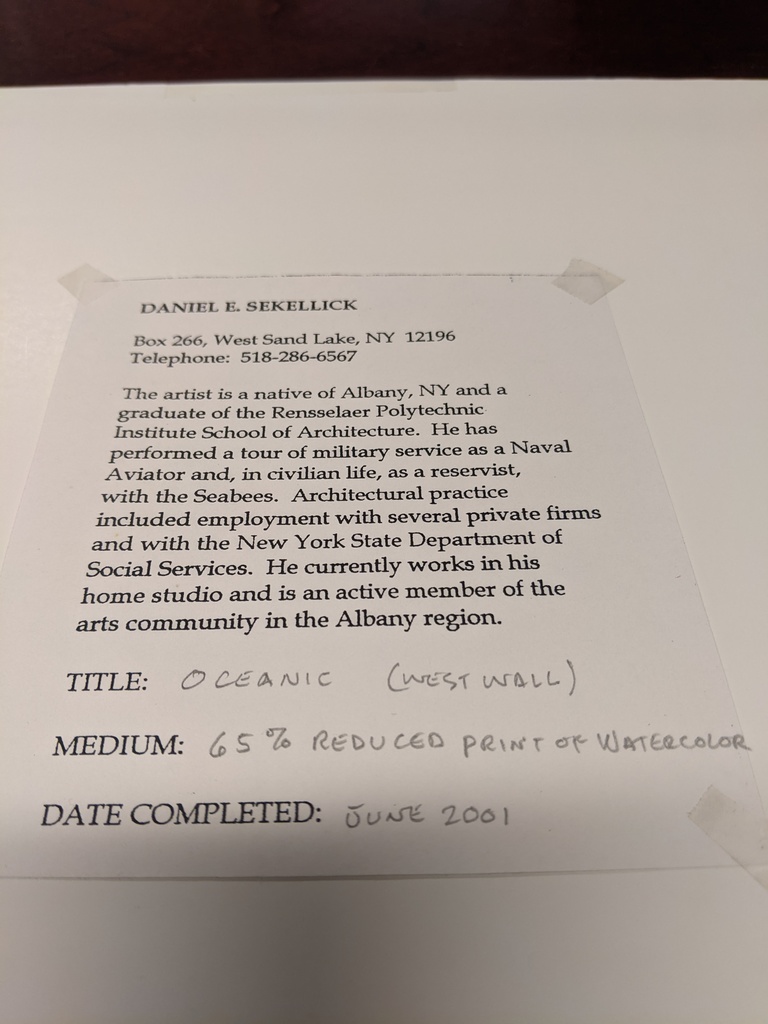 DANIEL E. SEKELLICK
Box 266, West Sand Lake, NY 12196
Telephone: 518-286-6567
The artist is a native of Albany, NY and a
graduate of the Rensselaer Polytechnic
Institute School of Architecture. He has
performed a tour of military service as a Naval
Aviator and, in civilian life, as a reservist,
with the Seabees. Architectural practice
included employment with several private firms
and with the New York State Department of
Social Services. He currently works in his
home studio and is an active member of the
arts community in the Albany region.
TITLE: OCEANIC (WEST WALL)
MEDIUM: 65% REDUCED PRINT OF WATERCOLOR
DATE COMPLETED: JUNE 2001